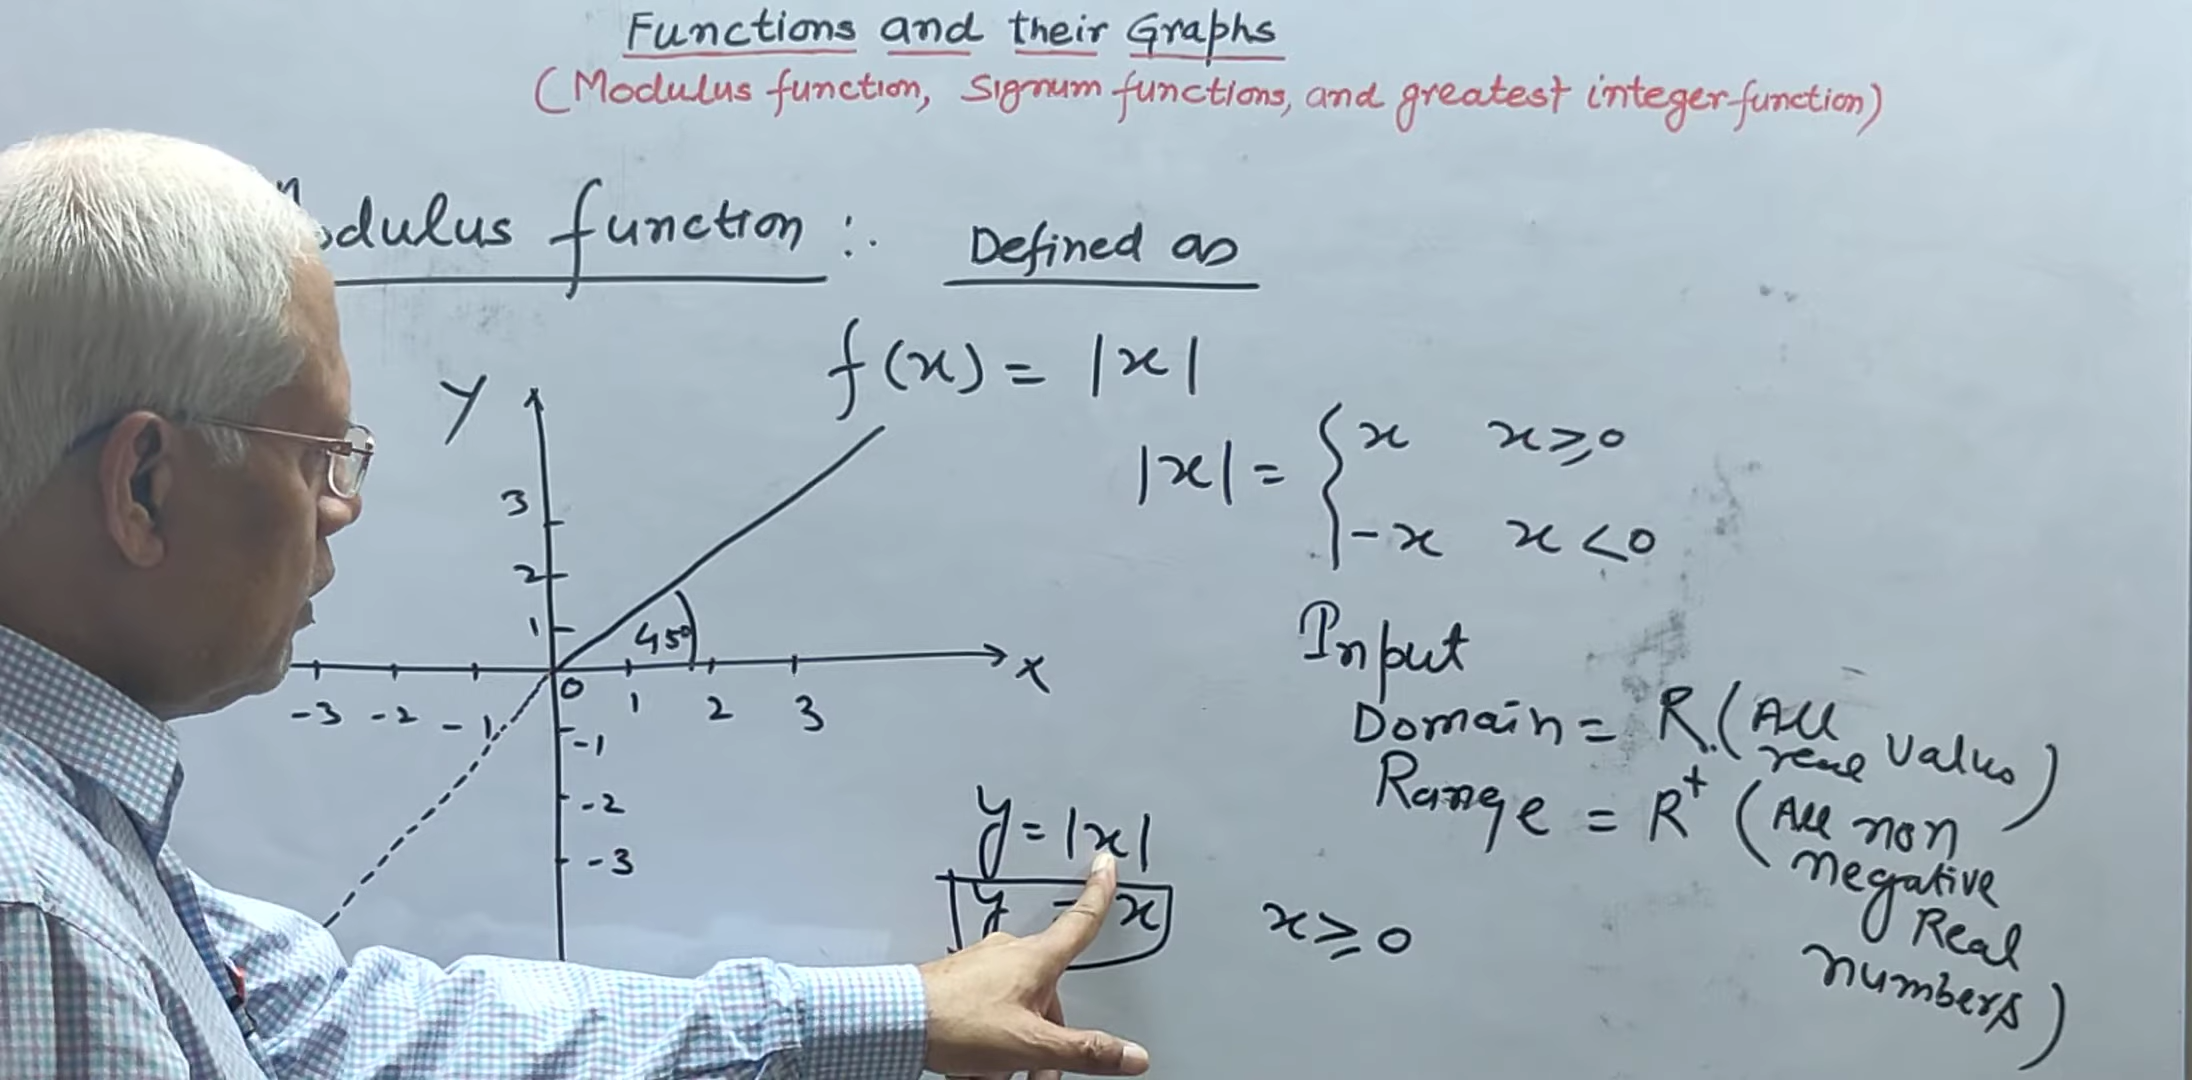 Functions and their Graphs
(Modulus function, Signum functions, and greatest integer function)
Modulus function :. Defined as
f(x) = |x|
|x| = { x x ≥ 0
-x x < 0
Y
3
2
1
45°
X
-3 -2 -1 0 1 2 3
-1
-2
-3
Input
Domain = R. (All real values)
Range = R⁺ (All non negative Real numbers)
y = |x|
y = x x ≥ 0